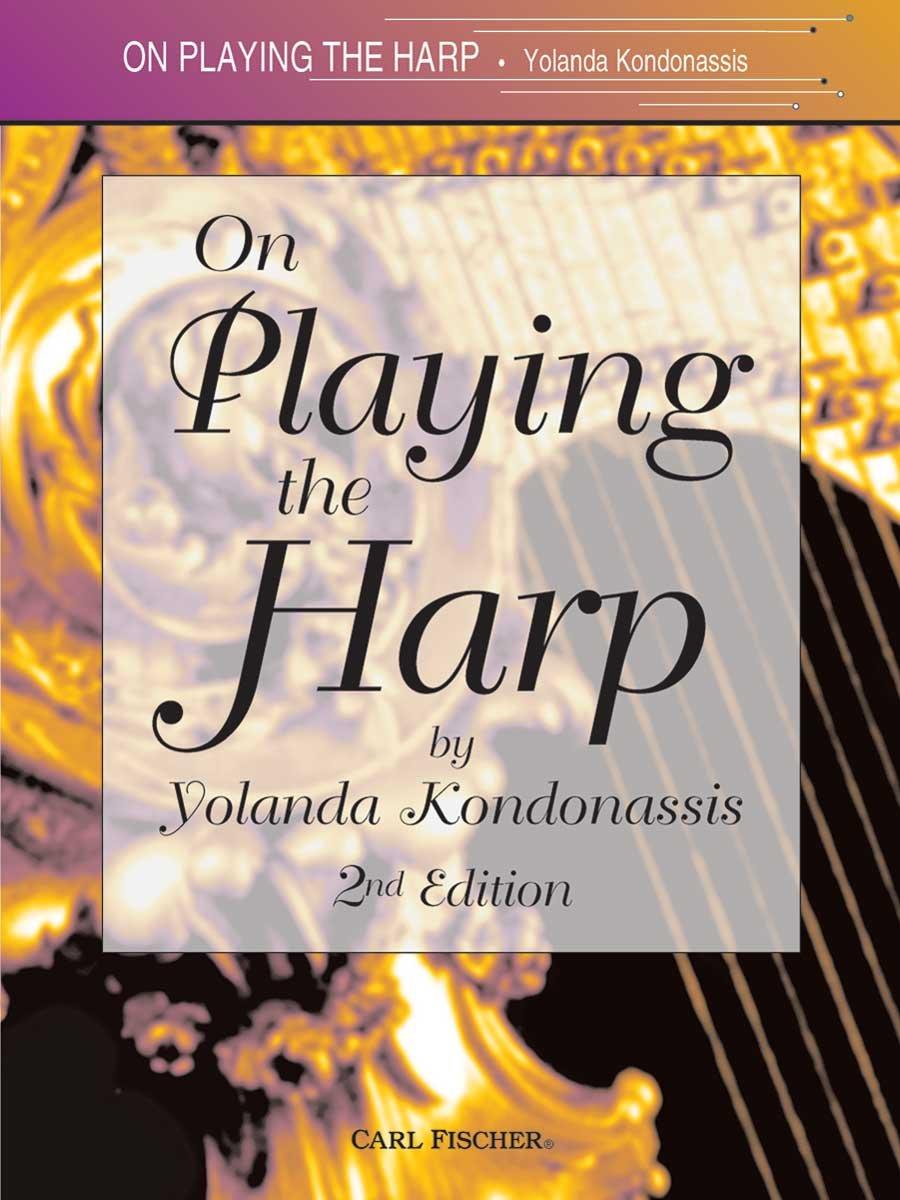 ON PLAYING THE HARP • Yolanda Kondonassis
On
Playing
the
Harp
by
Yolanda Kondonassis
2nd Edition
CARL FISCHER®